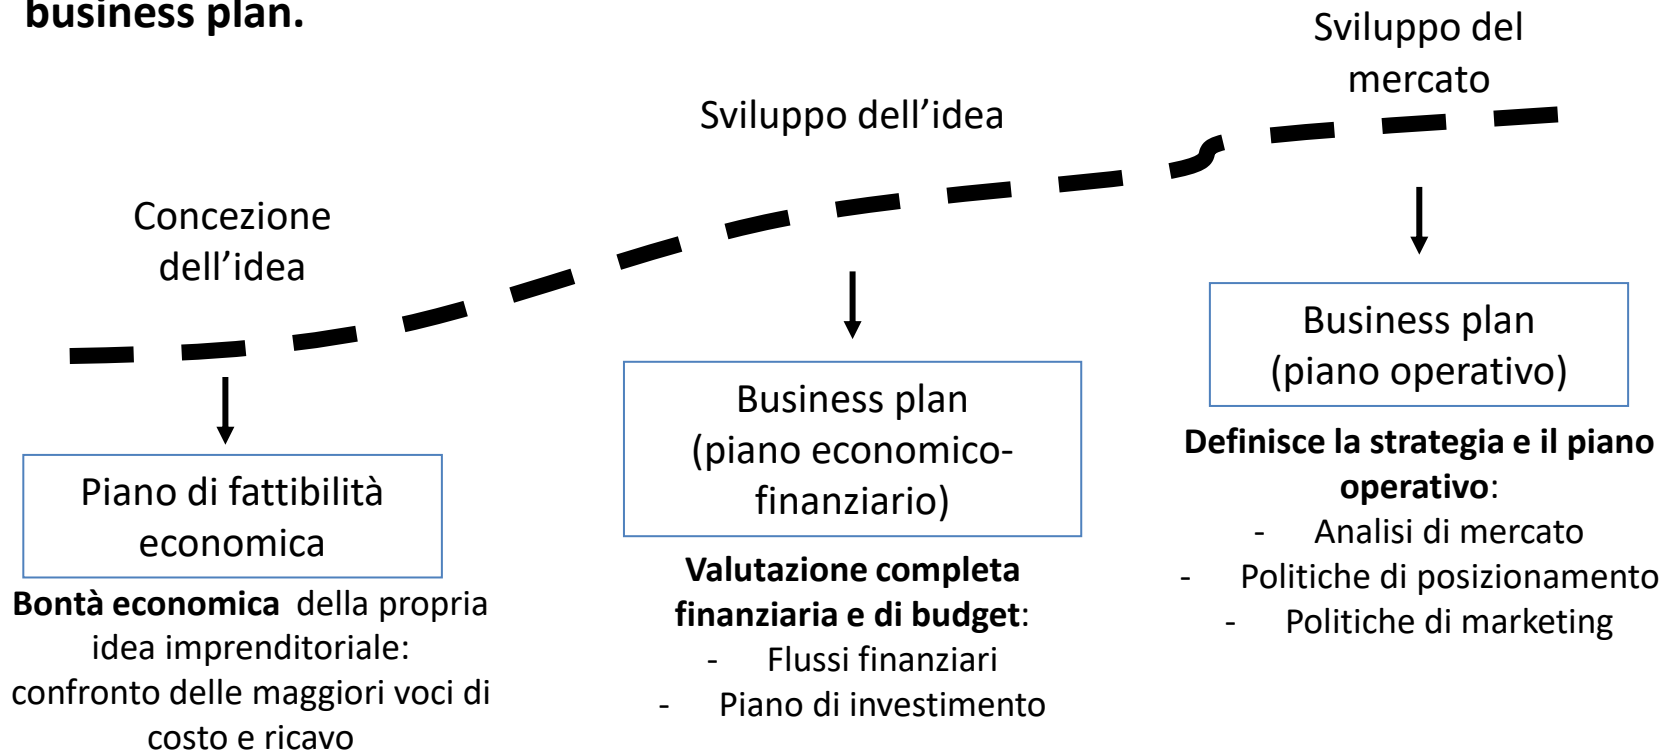 business plan.
Concezione
dell’idea
Piano di fattibilità
economica
Bontà economica della propria
idea imprenditoriale:
confronto delle maggiori voci di
costo e ricavo
Sviluppo dell’idea
Business plan
(piano economico-
finanziario)
Valutazione completa
finanziaria e di budget:
- Flussi finanziari
- Piano di investimento
Sviluppo del
mercato
Business plan
(piano operativo)
Definisce la strategia e il piano
operativo:
- Analisi di mercato
- Politiche di posizionamento
- Politiche di marketing